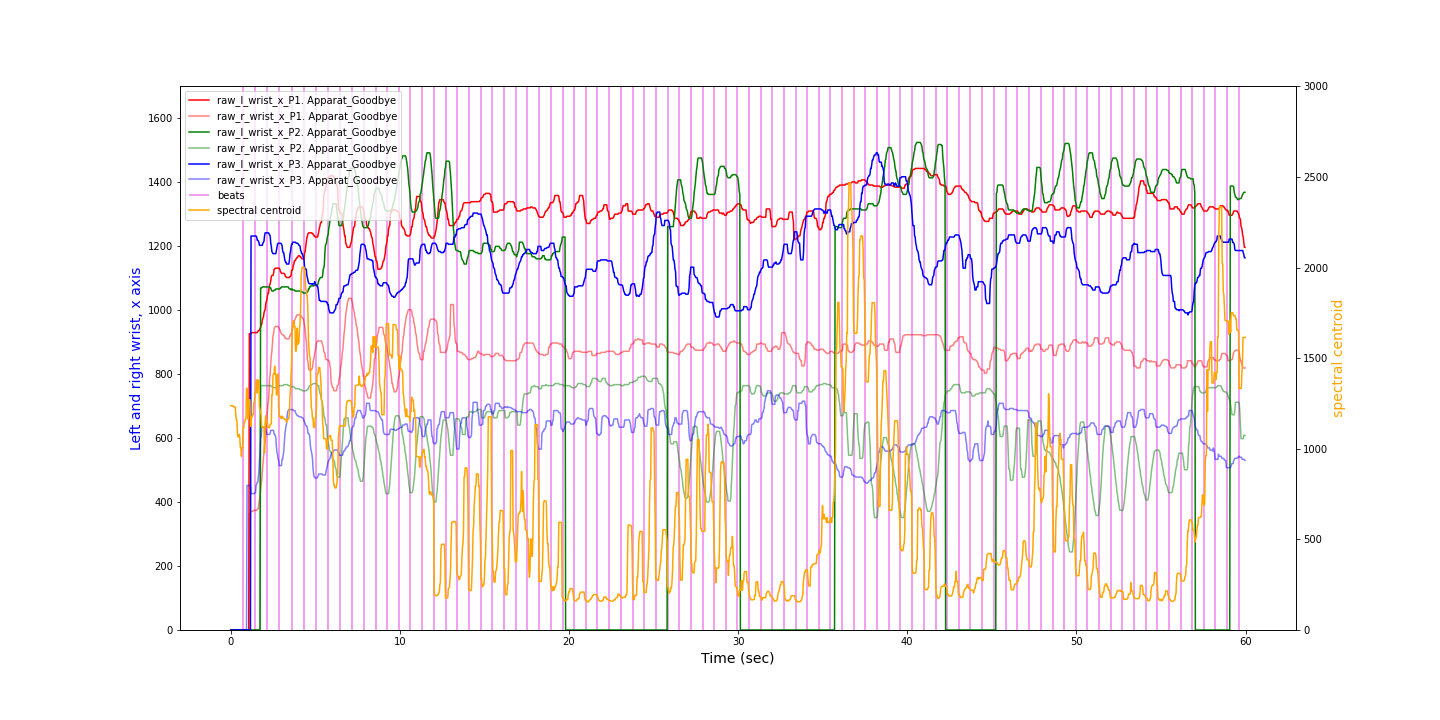 raw_l_wrist_x_P1. Apparat_Goodbye
raw_r_wrist_x_P1. Apparat_Goodbye
raw_l_wrist_x_P2. Apparat_Goodbye
raw_r_wrist_x_P2. Apparat_Goodbye
raw_l_wrist_x_P3. Apparat_Goodbye
raw_r_wrist_x_P3. Apparat_Goodbye
beats
spectral centroid
Left and right wrist, x axis
1600
1400
1200
1000
800
600
400
200
0
3000
2500
2000
1500
1000
500
0
spectral centroid
0 10 20 30 40 50 60
Time (sec)